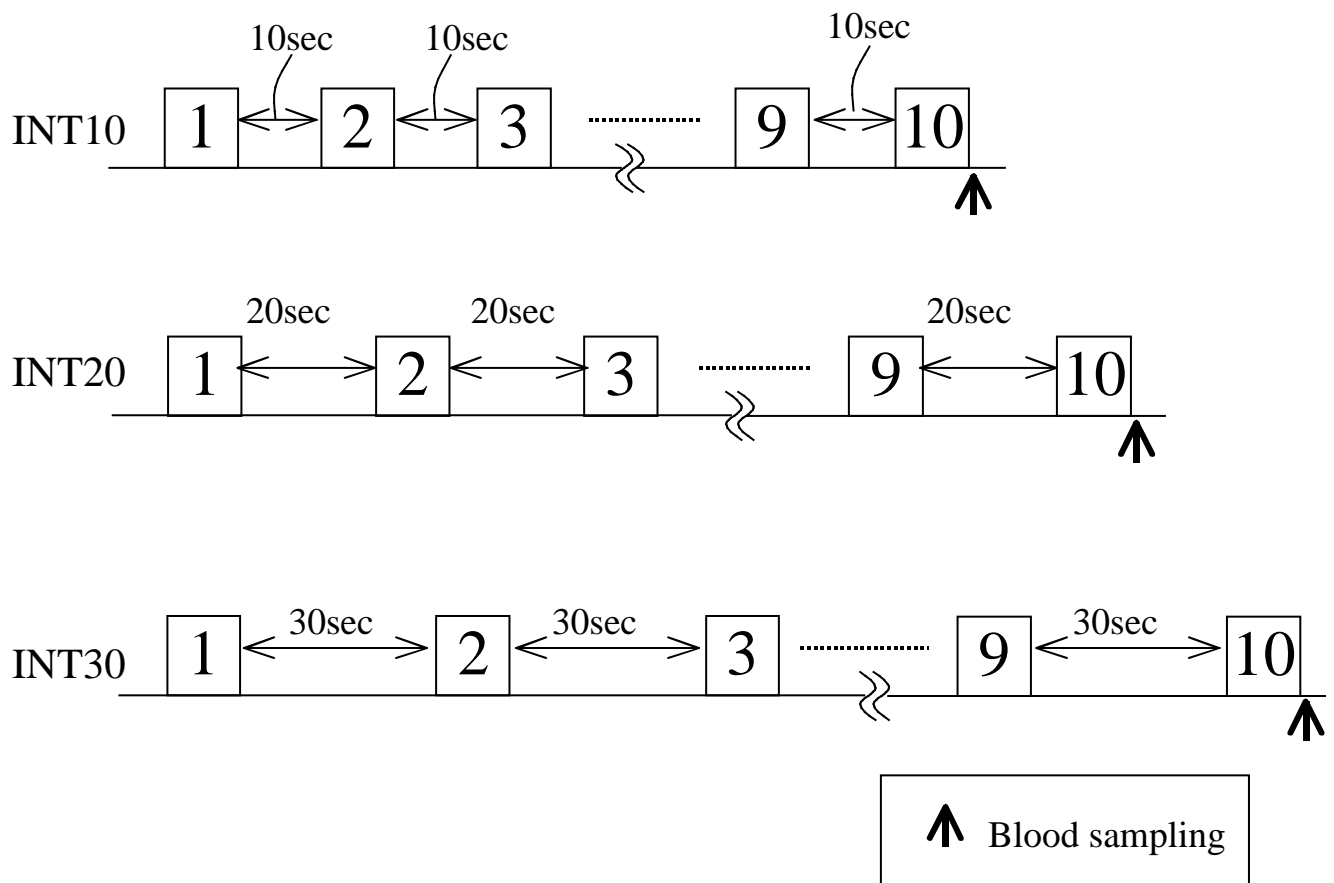 10sec 10sec 10sec
INT10 1 2 3 9 10
20sec 20sec 20sec
INT20 1 2 3 9 10
30sec 30sec 30sec
INT30 1 2 3 9 10
Blood sampling